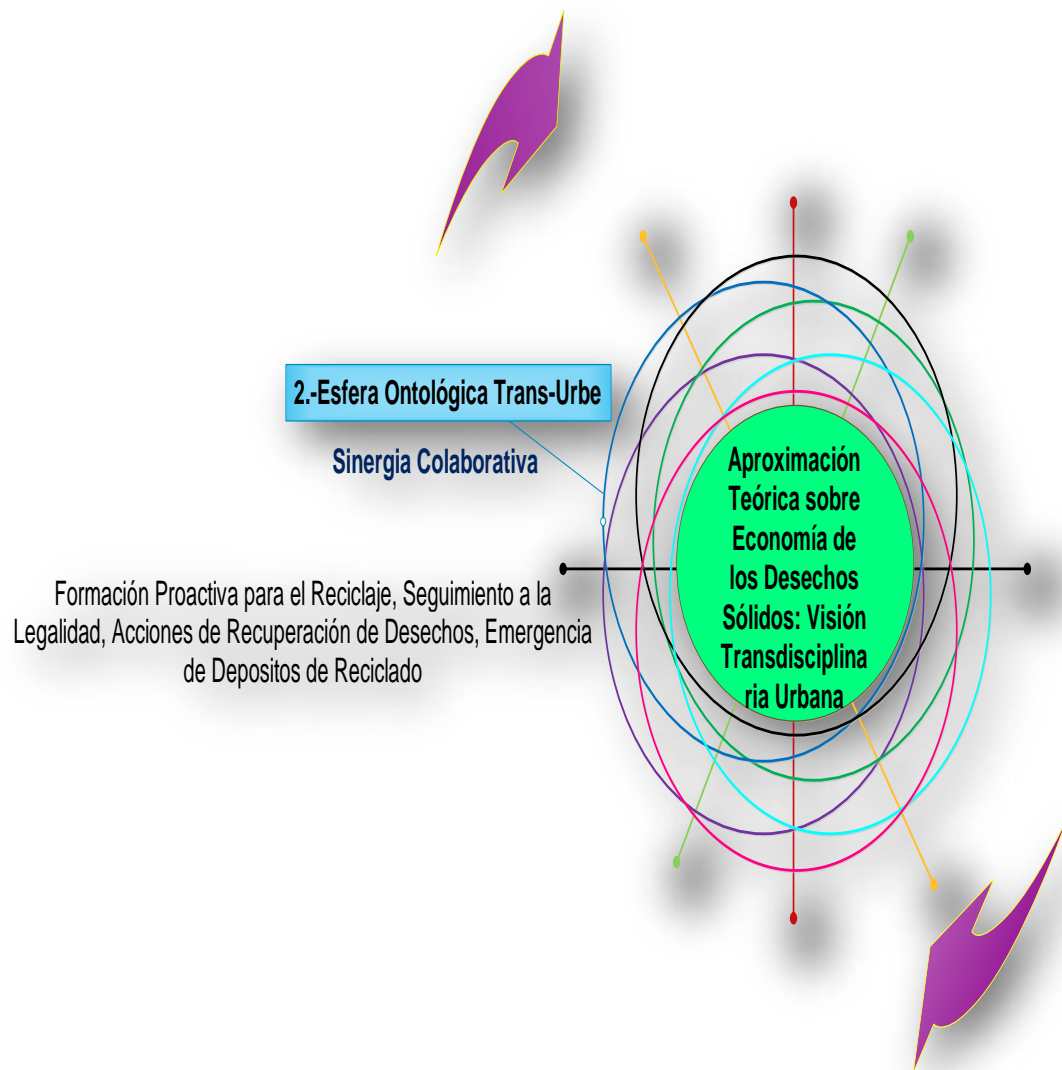 2.-Esfera Ontológica Trans-Urbe
Sinergia Colaborativa
Formación Proactiva para el Reciclaje, Seguimiento a la
Legalidad, Acciones de Recuperación de Desechos, Emergencia
de Depositos de Reciclado
Aproximación
Teórica sobre
Economía de
los Desechos
Sólidos: Visión
Transdisciplina
ria Urbana